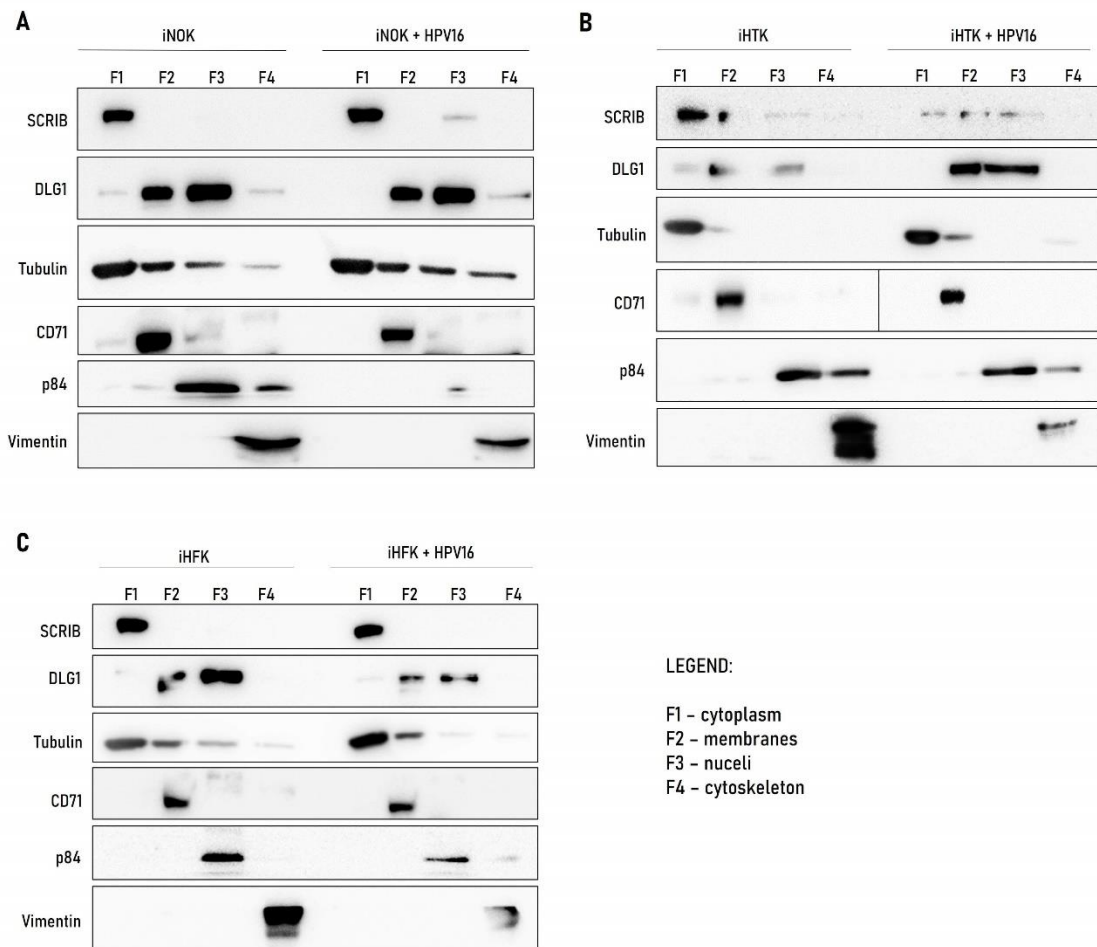 A
iNOK iNOK + HPV16
F1 F2 F3 F4 F1 F2 F3 F4
SCRIB
DLG1
Tubulin
CD71
p84
Vimentin
B
iHTK iHTK + HPV16
F1 F2 F3 F4 F1 F2 F3 F4
SCRIB
DLG1
Tubulin
CD71
p84
Vimentin
C
iHFK iHFK + HPV16
F1 F2 F3 F4 F1 F2 F3 F4
SCRIB
DLG1
Tubulin
CD71
p84
Vimentin
LEGEND:
F1 – cytoplasm
F2 – membranes
F3 – nuceli
F4 – cytoskeleton